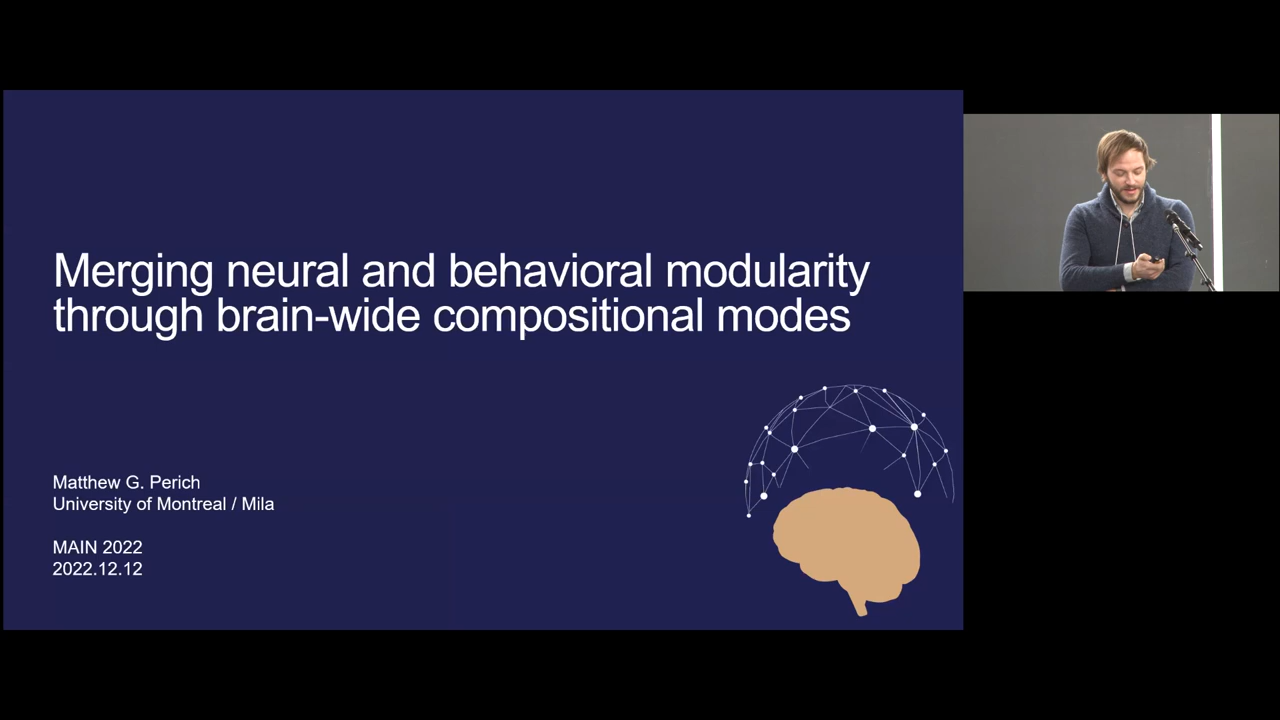 Merging neural and behavioral modularity
through brain-wide compositional modes
Matthew G. Perich
University of Montreal / Mila
MAIN 2022
2022.12.12